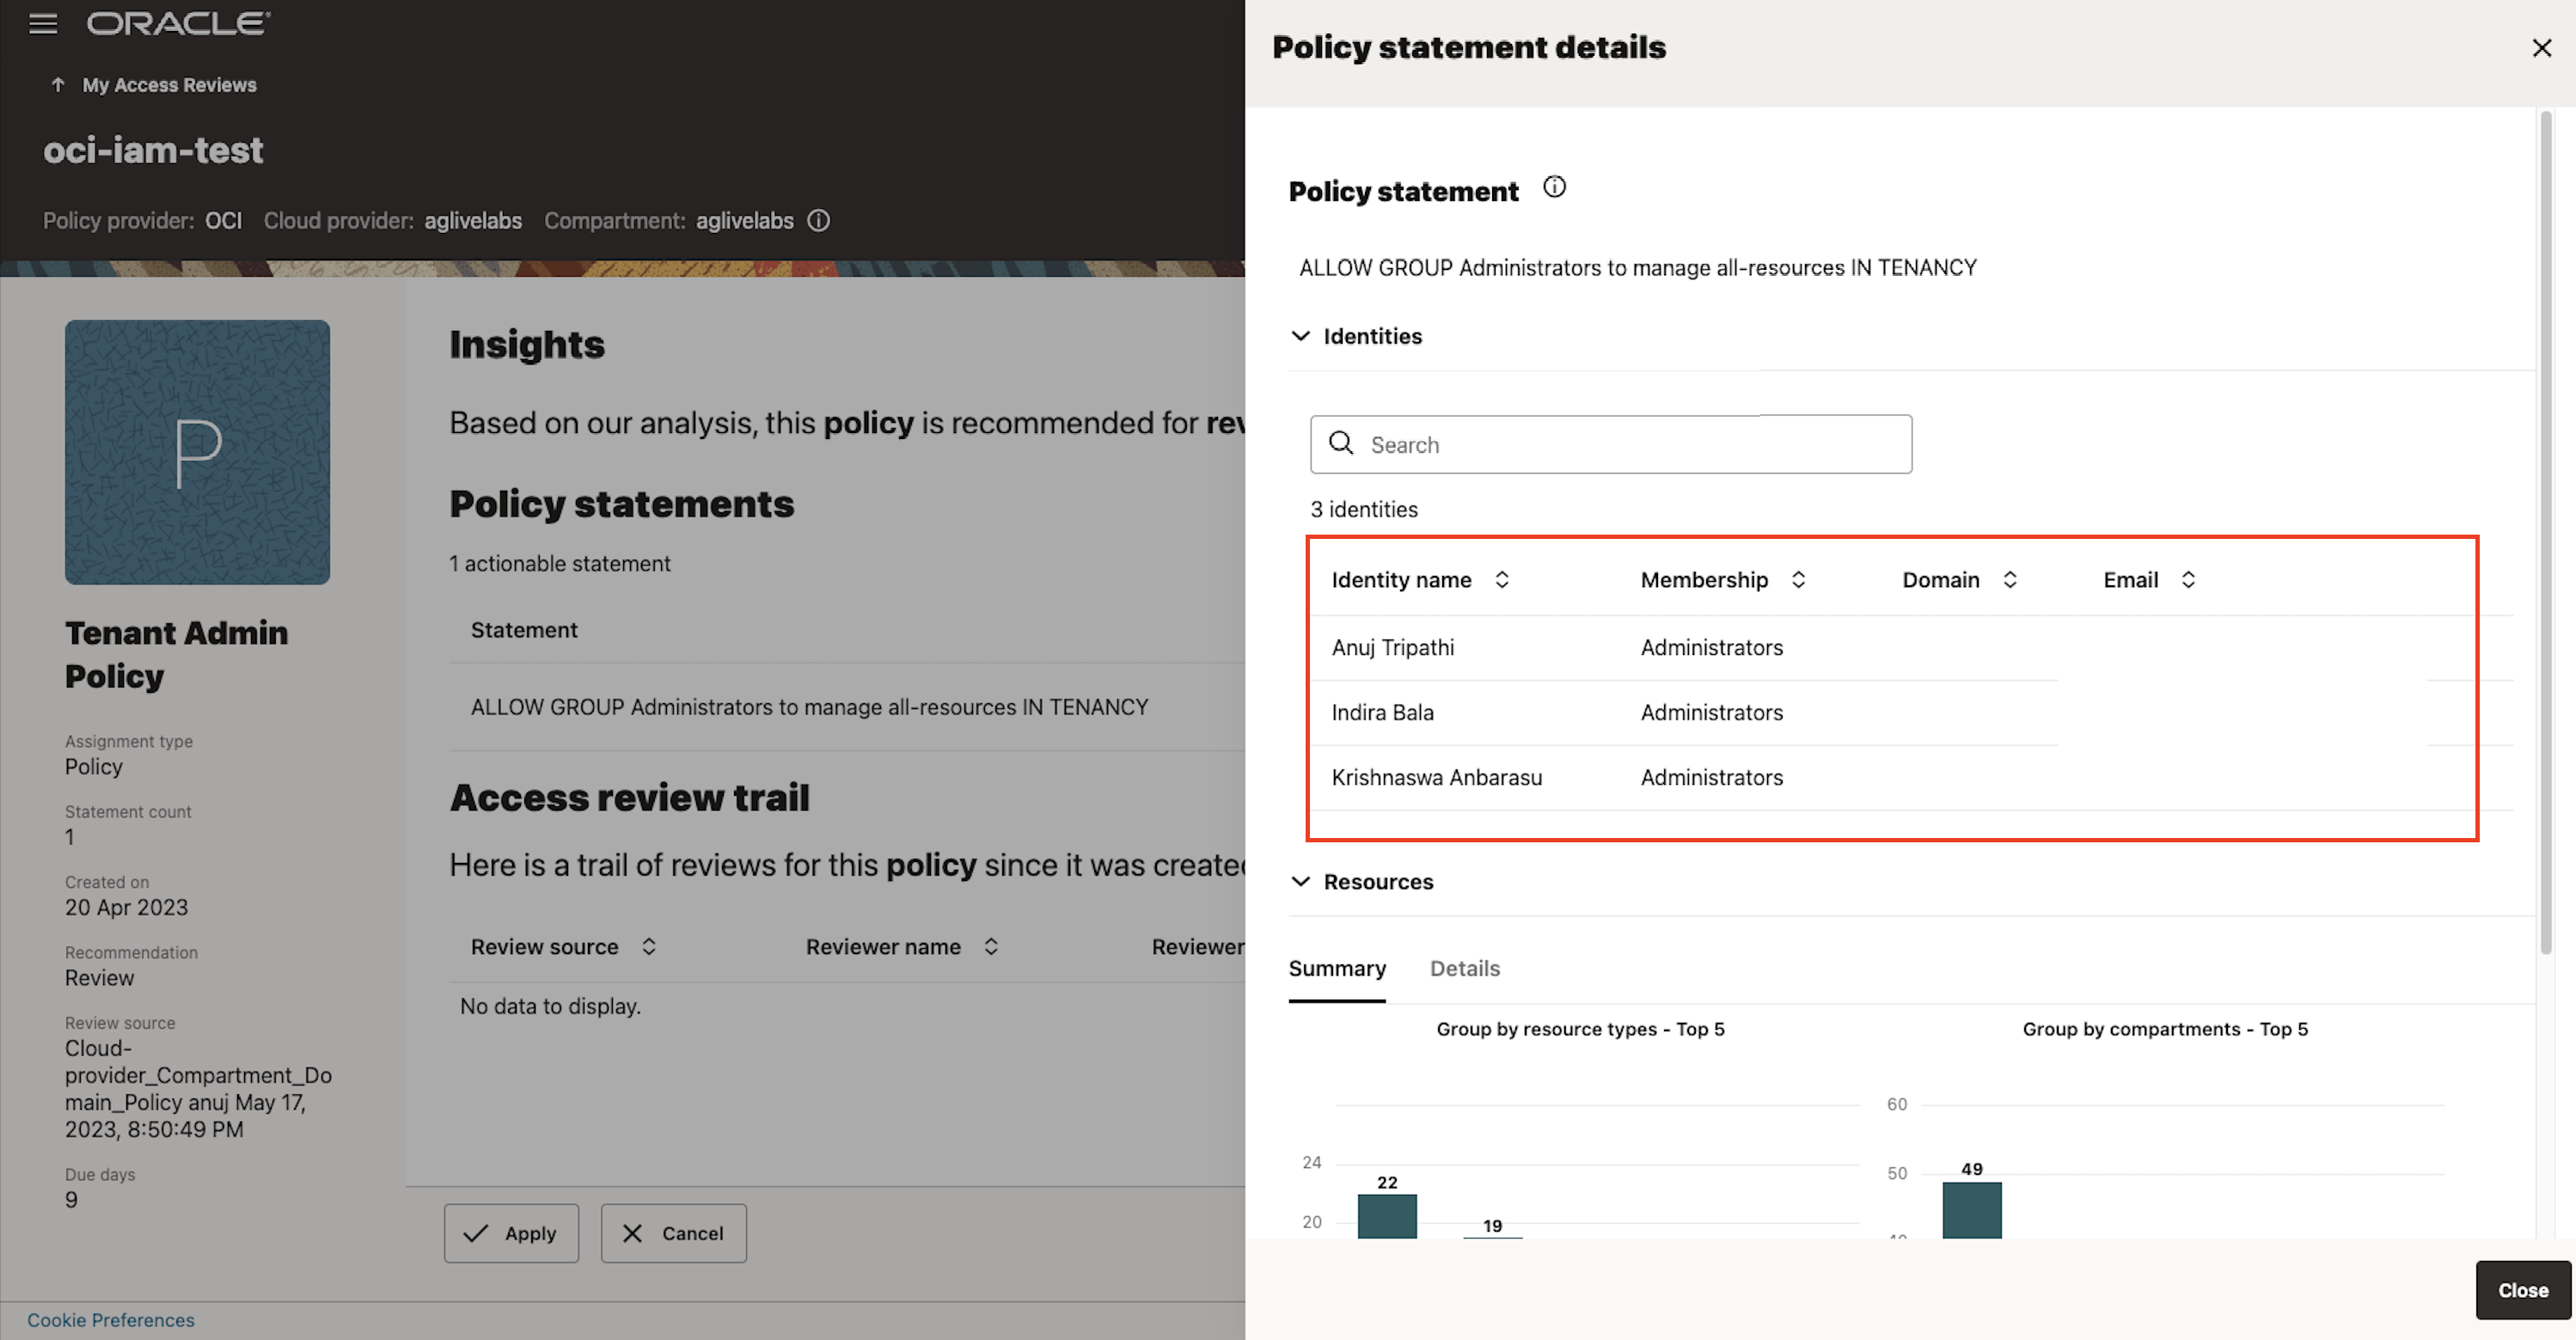 ORACLE
My Access Reviews
oci-iam-test
Policy provider: OCI Cloud provider: aglivelabs Compartment: aglivelabs
P
Tenant Admin
Policy
Assignment type
Policy
Statement count
1
Created on
20 Apr 2023
Recommendation
Review
Review source
Cloud-
provider_Compartment_Do
main_Policy anuj May 17,
2023, 8:50:49 PM
Due days
9
Insights
Based on our analysis, this policy is recommended for
Policy statements
1 actionable statement
Statement
ALLOW GROUP Administrators to manage all-resources IN TENANCY
Access review trail
Here is a trail of reviews for this policy since it was created
Review source Reviewer name Reviewer
No data to display.
Apply Cancel
Cookie Preferences
Policy statement details
Policy statement
ALLOW GROUP Administrators to manage all-resources IN TENANCY
Identities
Search
3 identities
Identity name Membership Domain Email
Anuj Tripathi Administrators
Indira Bala Administrators
Krishnaswa Anbarasu Administrators
Resources
Summary Details
Group by resource types - Top 5
24
20
22
19
Group by compartments - Top 5
60
50
49
Close